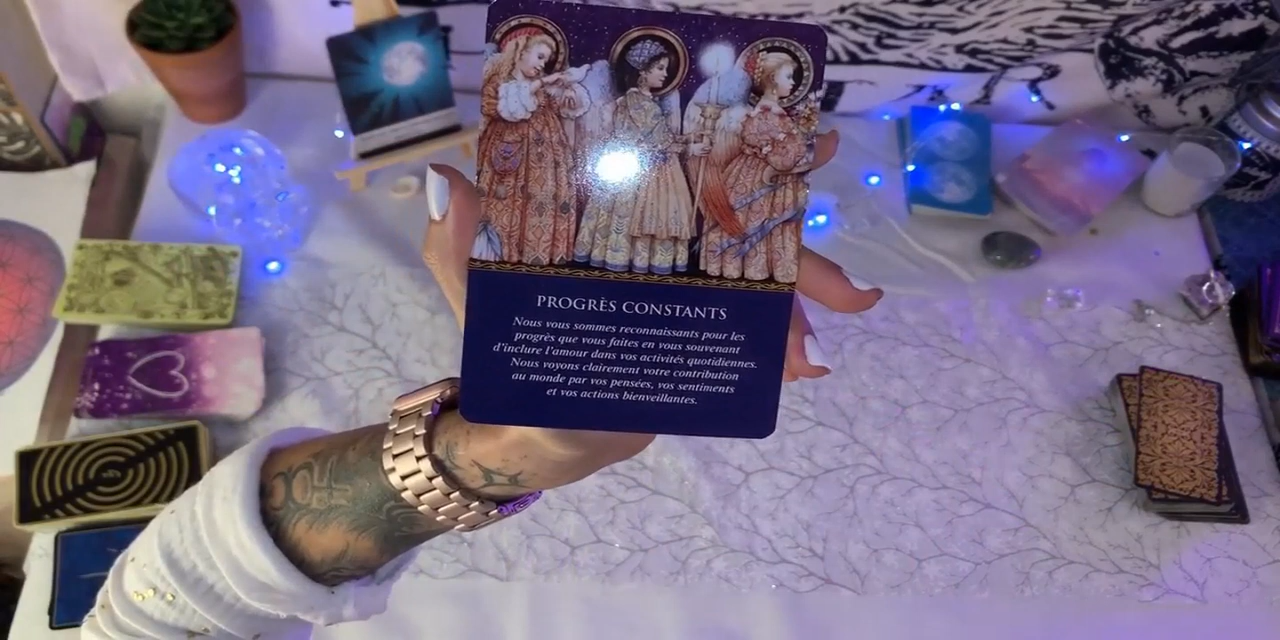 PROGRÈS CONSTANTS
Nous vous sommes reconnaissants pour les
progrès que vous faites en vous souvenant
d'inclure l'amour dans vos activités quotidiennes.
Nous voyons clairement votre contribution
au monde par vos pensées, vos sentiments
et vos actions bienveillantes.